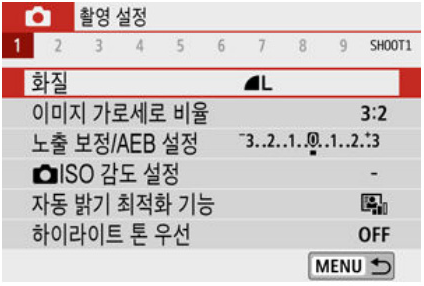 촬영 설정
1 2 3 4 5 6 7 8 9 SHOOT1
화질 L
이미지 가로세로 비율 3:2
노출 보정/AEB 설정 -3..2..1..0..1..2.+3
ISO 감도 설정 -
자동 밝기 최적화 기능
하이라이트 톤 우선 OFF
MENU